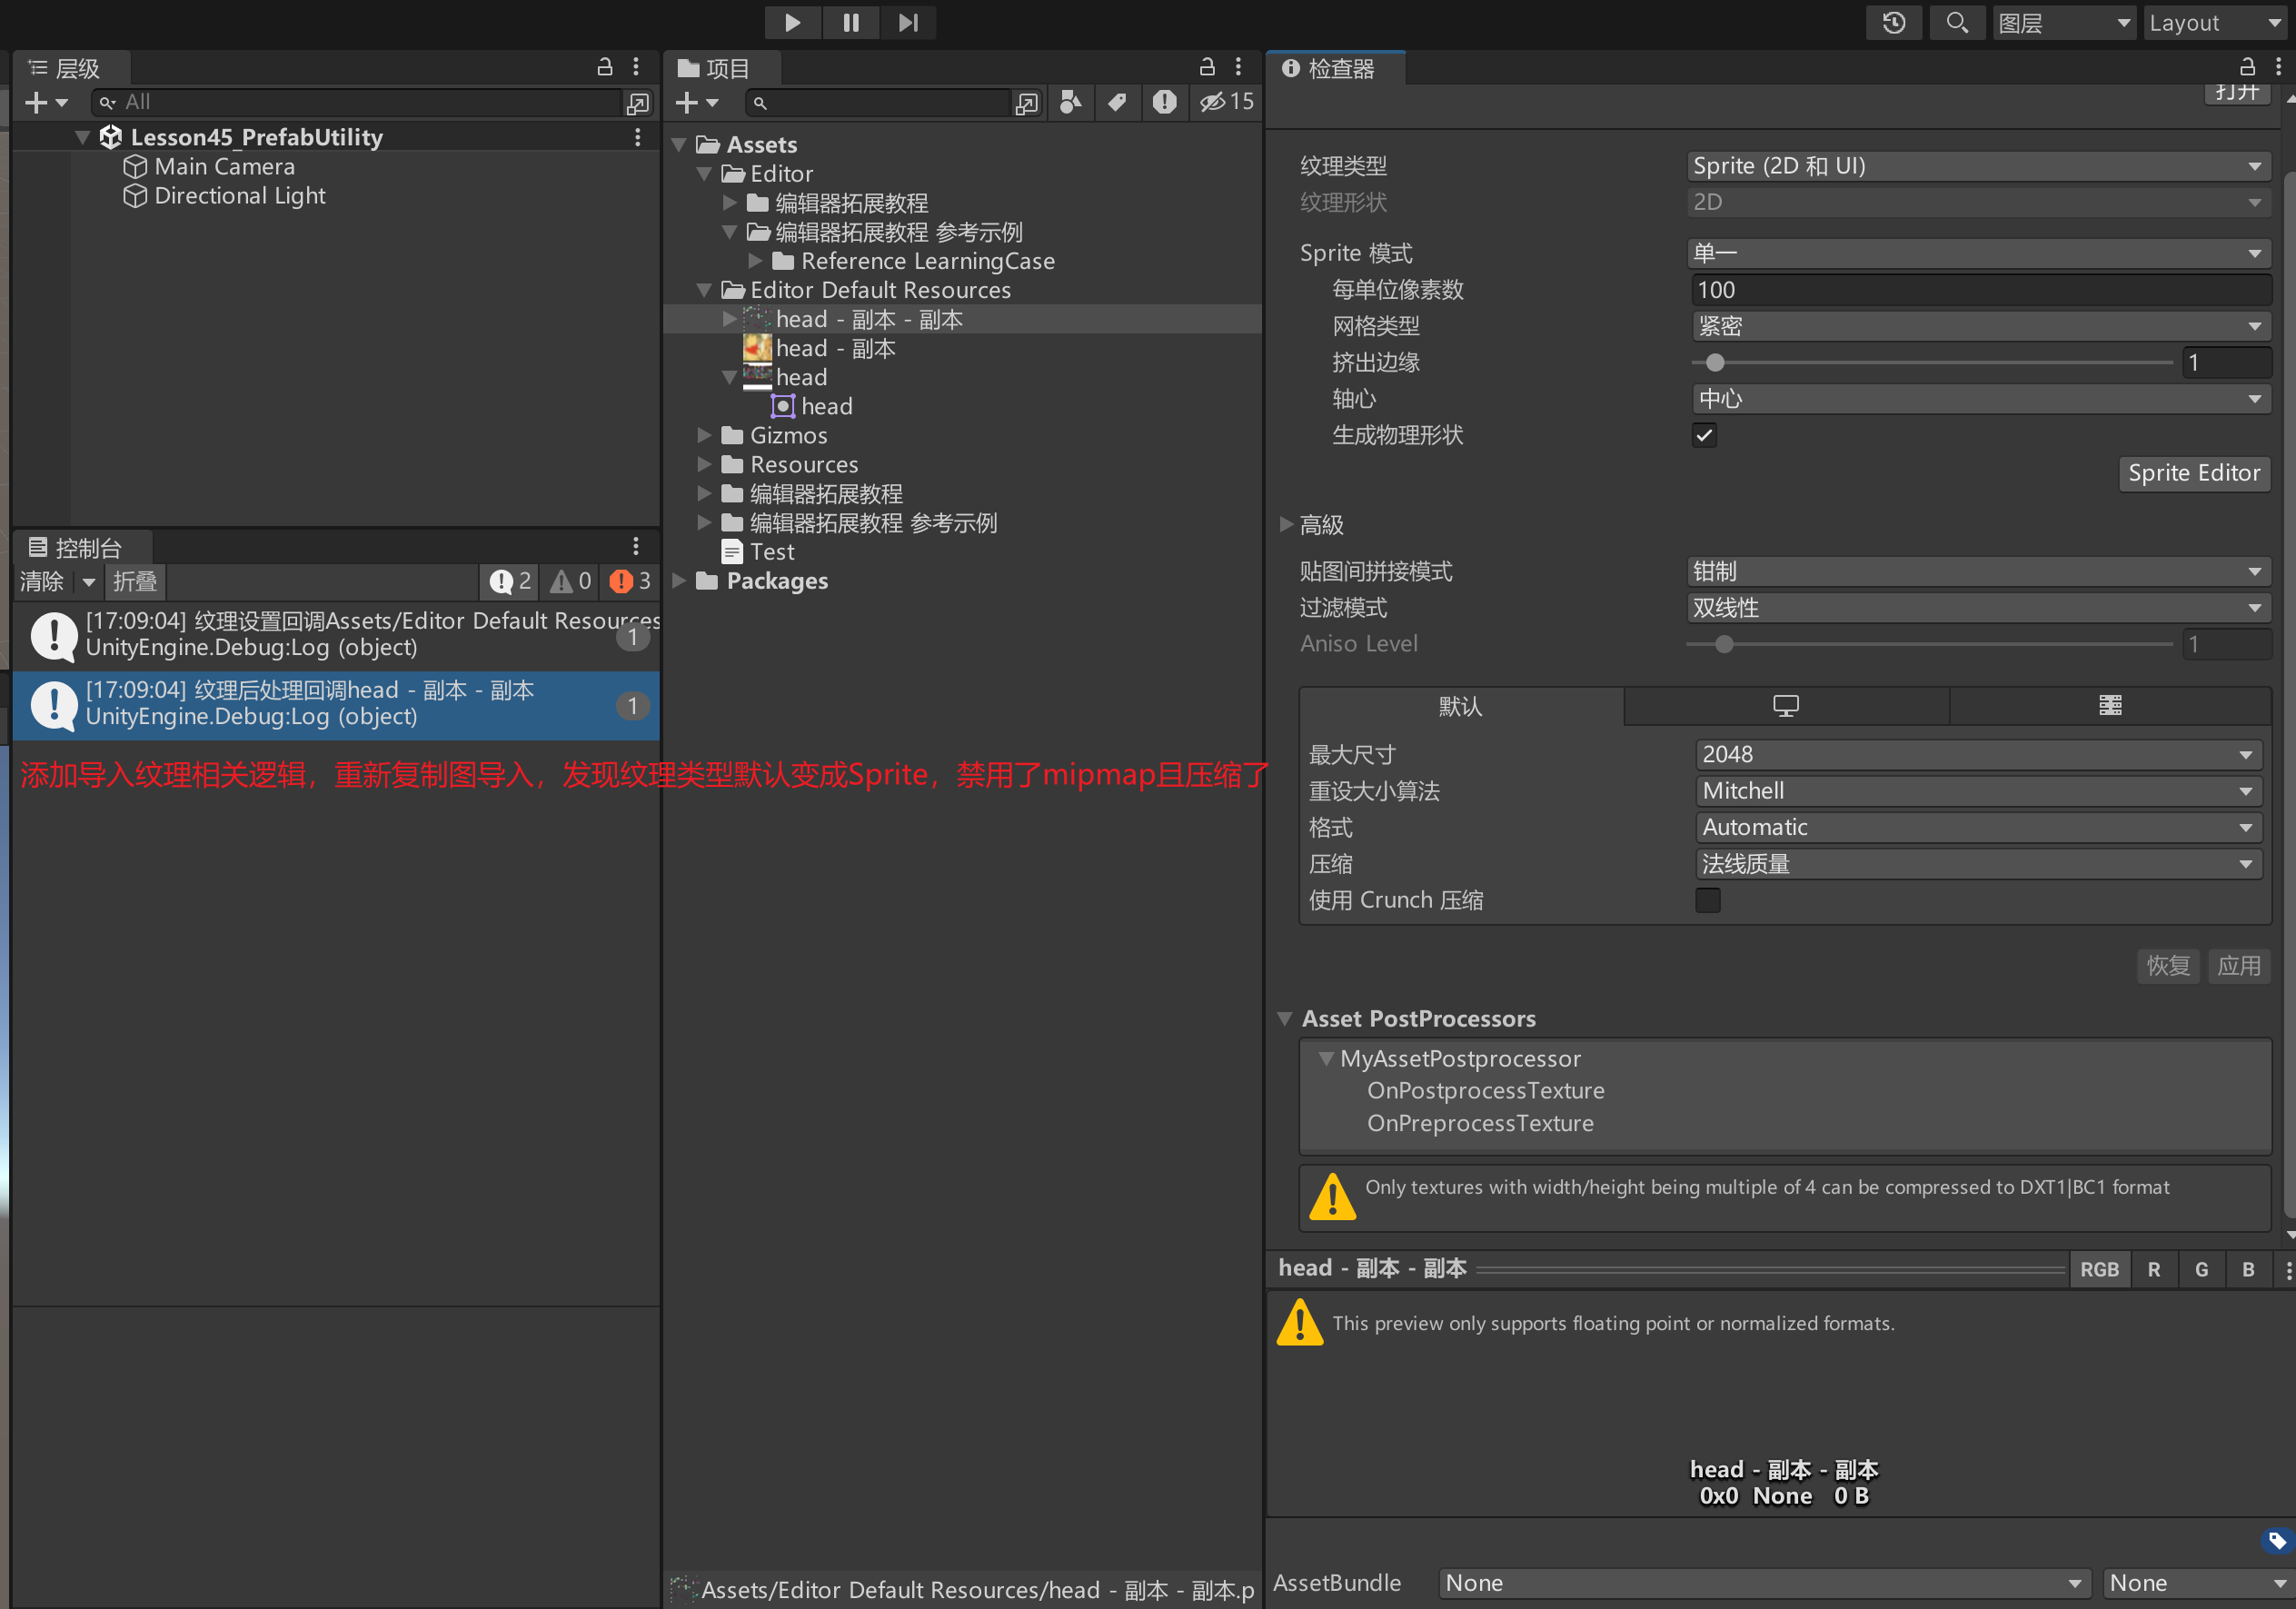 图层
Layout
层级
All
Lesson45_PrefabUtility
Main Camera
Directional Light
控制台
清除
折叠
2
0
3
[17:09:04] 纹理设置回调Assets/Editor Default Resources
UnityEngine.Debug:Log (object)
1
[17:09:04] 纹理后处理回调head - 副本 - 副本
UnityEngine.Debug:Log (object)
1
添加导入纹理相关逻辑，重新复制图导入，发现纹理类型默认变成Sprite，禁用了mipmap且压缩了
项目
15
Assets
Editor
编辑器拓展教程
编辑器拓展教程 参考示例
Reference LearningCase
Editor Default Resources
head - 副本 - 副本
head - 副本
head
head
Gizmos
Resources
编辑器拓展教程
编辑器拓展教程 参考示例
Test
Packages
Assets/Editor Default Resources/head - 副本 - 副本.p
检查器
打开
纹理类型 Sprite (2D 和 UI)
纹理形状 2D
Sprite 模式 单一
每单位像素数 100
网格类型 紧密
挤出边缘 1
轴心 中心
生成物理形状
Sprite Editor
高級
贴图间拼接模式 钳制
过滤模式 双线性
Aniso Level 1
默认
最大尺寸 2048
重设大小算法 Mitchell
格式 Automatic
压缩 法线质量
使用 Crunch 压缩
恢复 应用
Asset PostProcessors
MyAssetPostprocessor
OnPostprocessTexture
OnPreprocessTexture
Only textures with width/height being multiple of 4 can be compressed to DXT1|BC1 format
head - 副本 - 副本 RGB R G B
This preview only supports floating point or normalized formats.
head - 副本 - 副本
0x0 None 0 B
AssetBundle None None